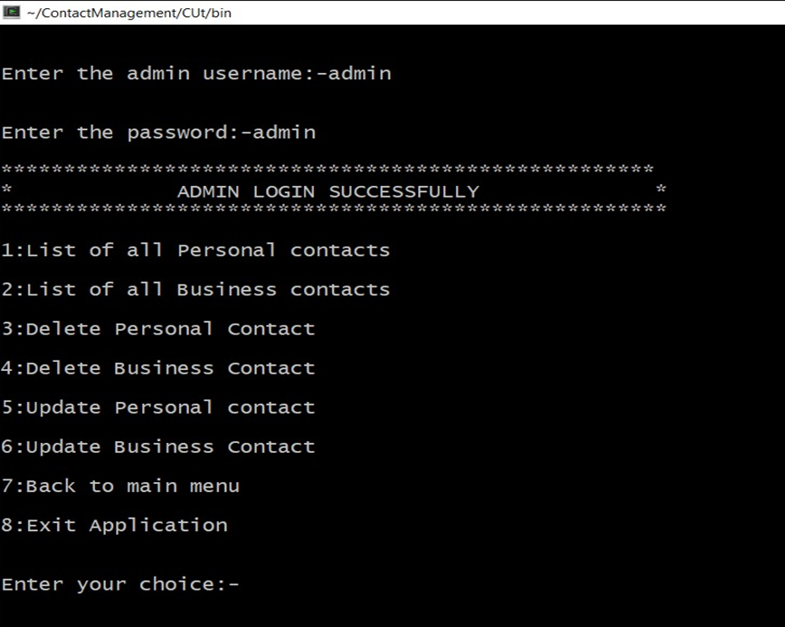 ~/ContactManagement/CUt/bin
Enter the admin username:-admin
Enter the password:-admin
****************************************************
* ADMIN LOGIN SUCCESSFULLY *
*****************************************************
1:List of all Personal contacts
2:List of all Business contacts
3:Delete Personal Contact
4:Delete Business Contact
5:Update Personal contact
6:Update Business Contact
7:Back to main menu
8:Exit Application
Enter your choice:-